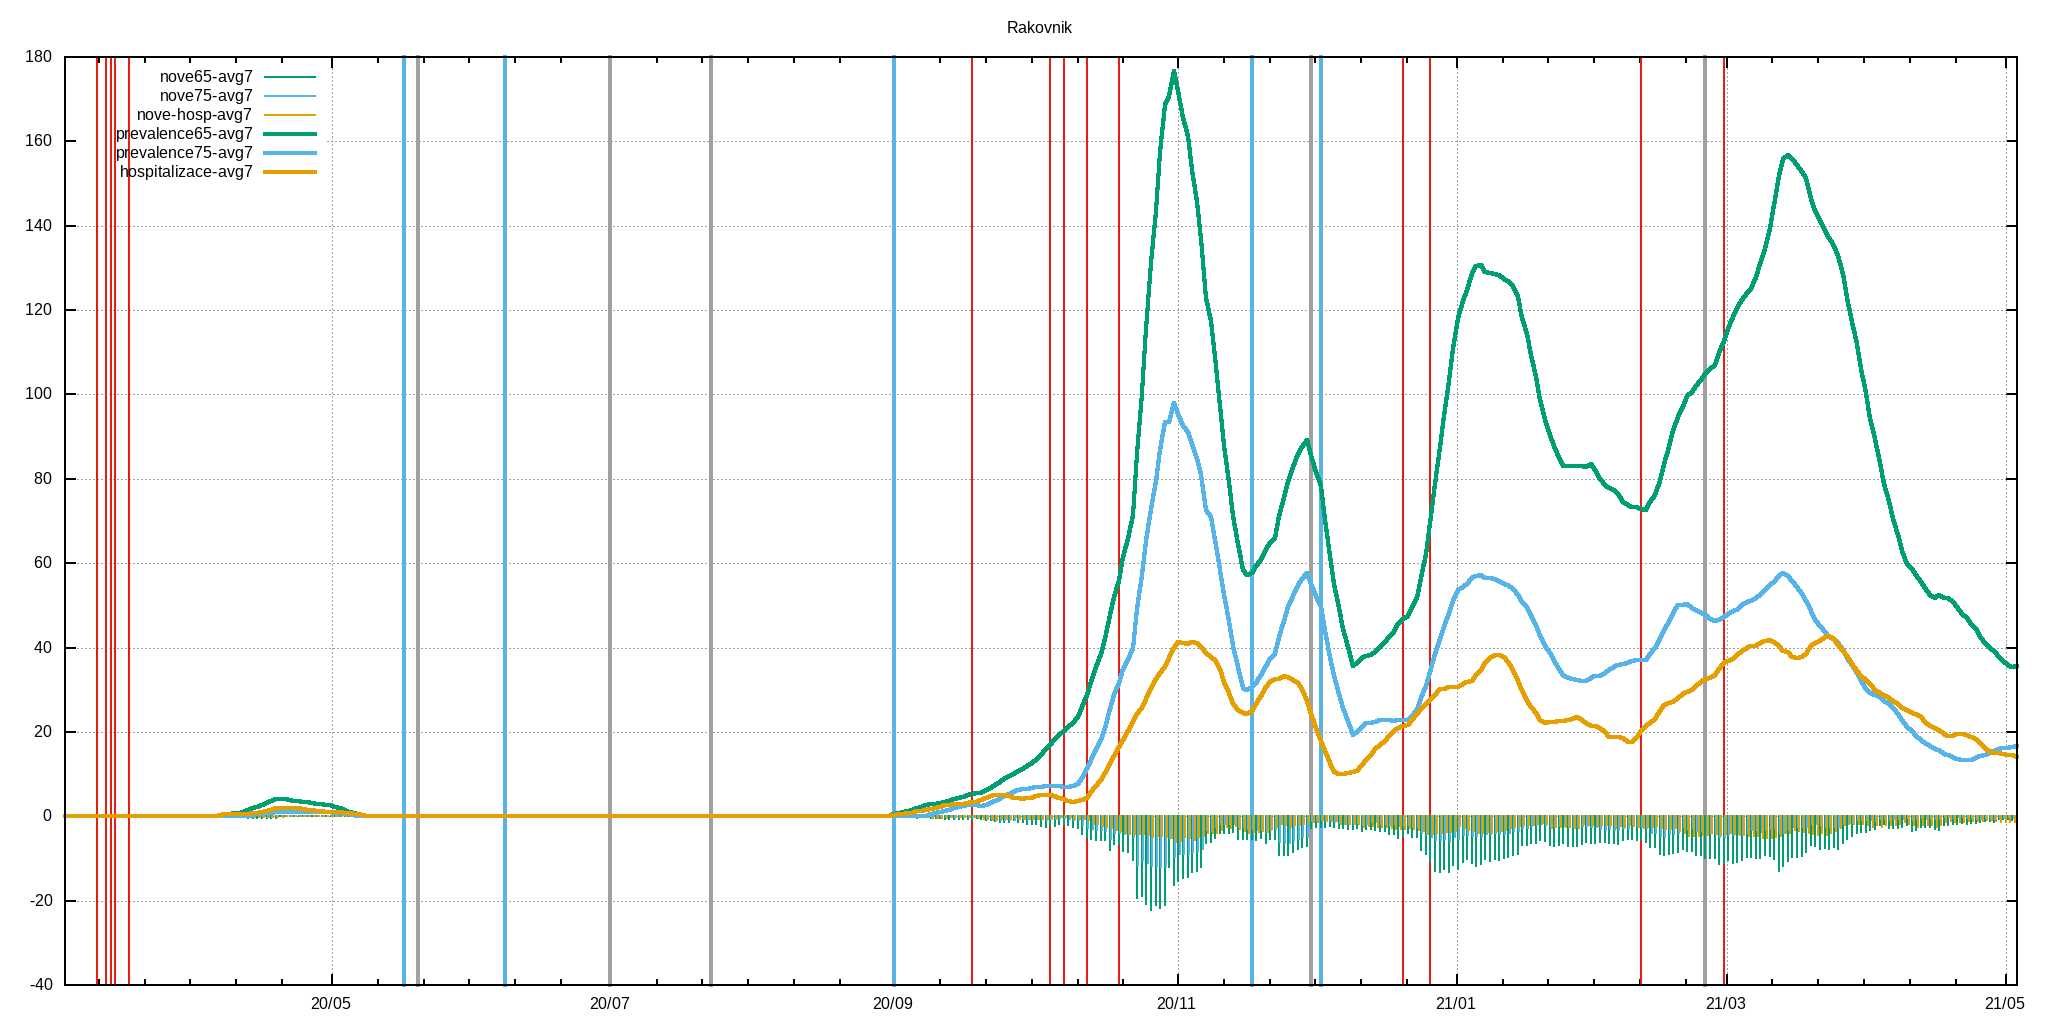 Rakovnik
180
160
140
120
100
80
60
40
20
0
-20
-40
nove65-avg7
nove75-avg7
nove-hosp-avg7
prevalence65-avg7
prevalence75-avg7
hospitalizace-avg7
20/05 20/07 20/09 20/11 21/01 21/03 21/05